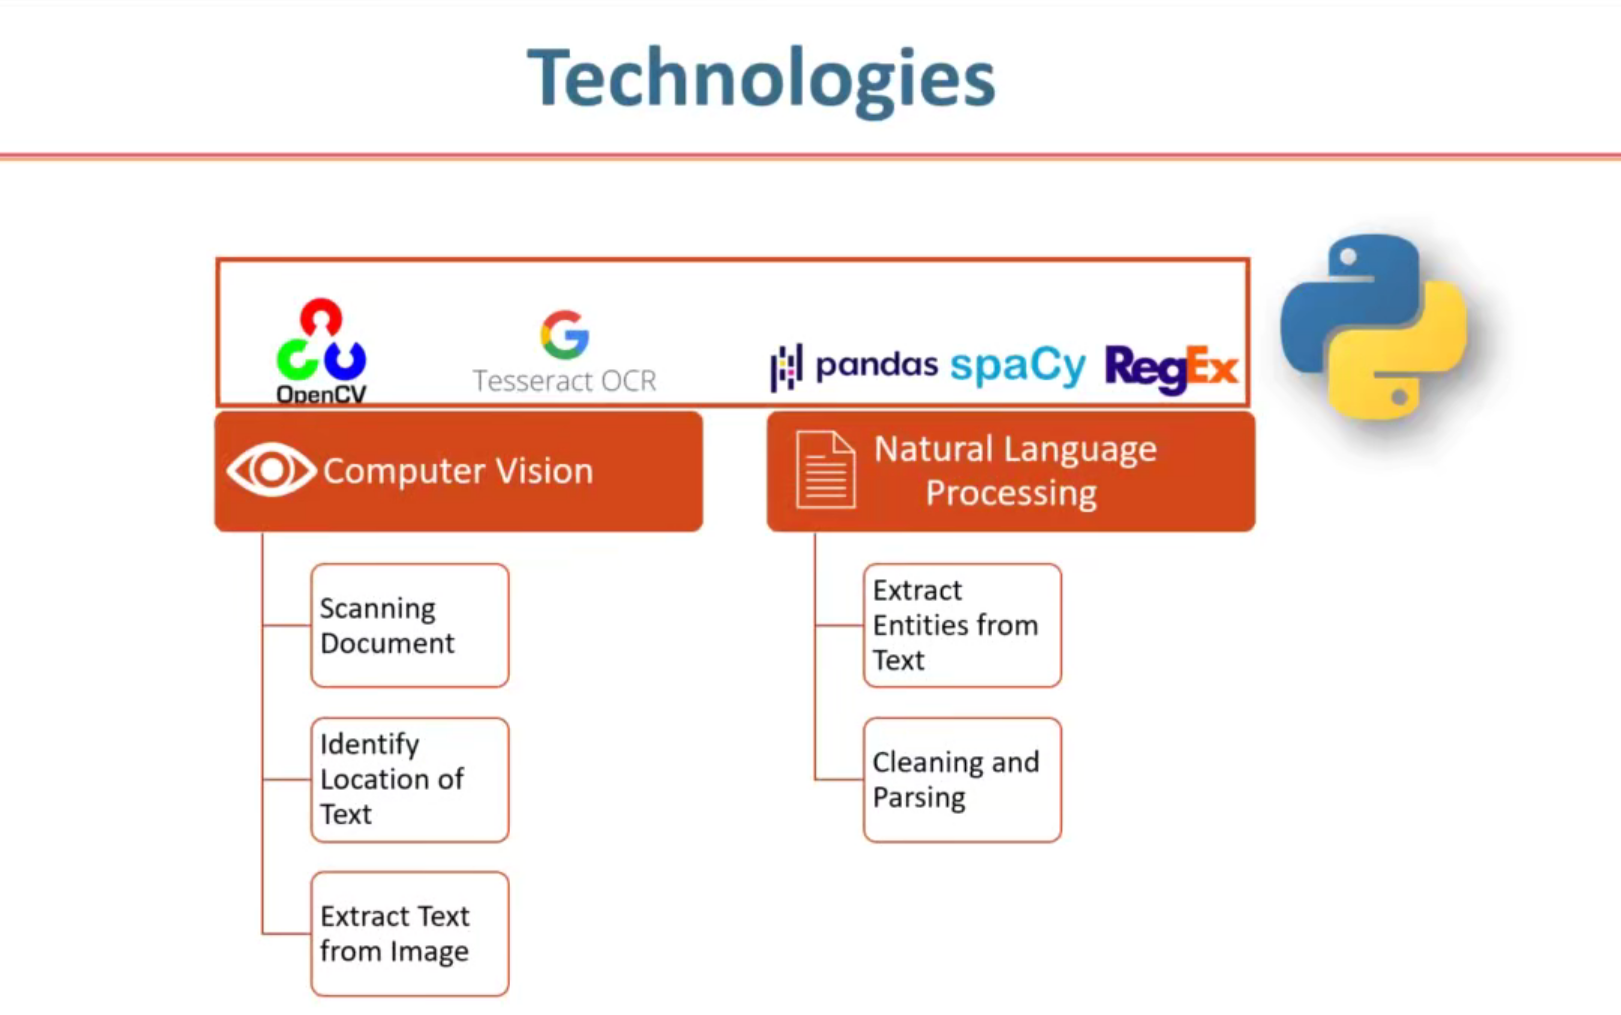 Technologies
OpenCV
Tesseract OCR
pandas
spaCy
RegEx
Computer Vision
Scanning
Document
Identify
Location of
Text
Extract Text
from Image
Natural Language
Processing
Extract
Entities from
Text
Cleaning and
Parsing